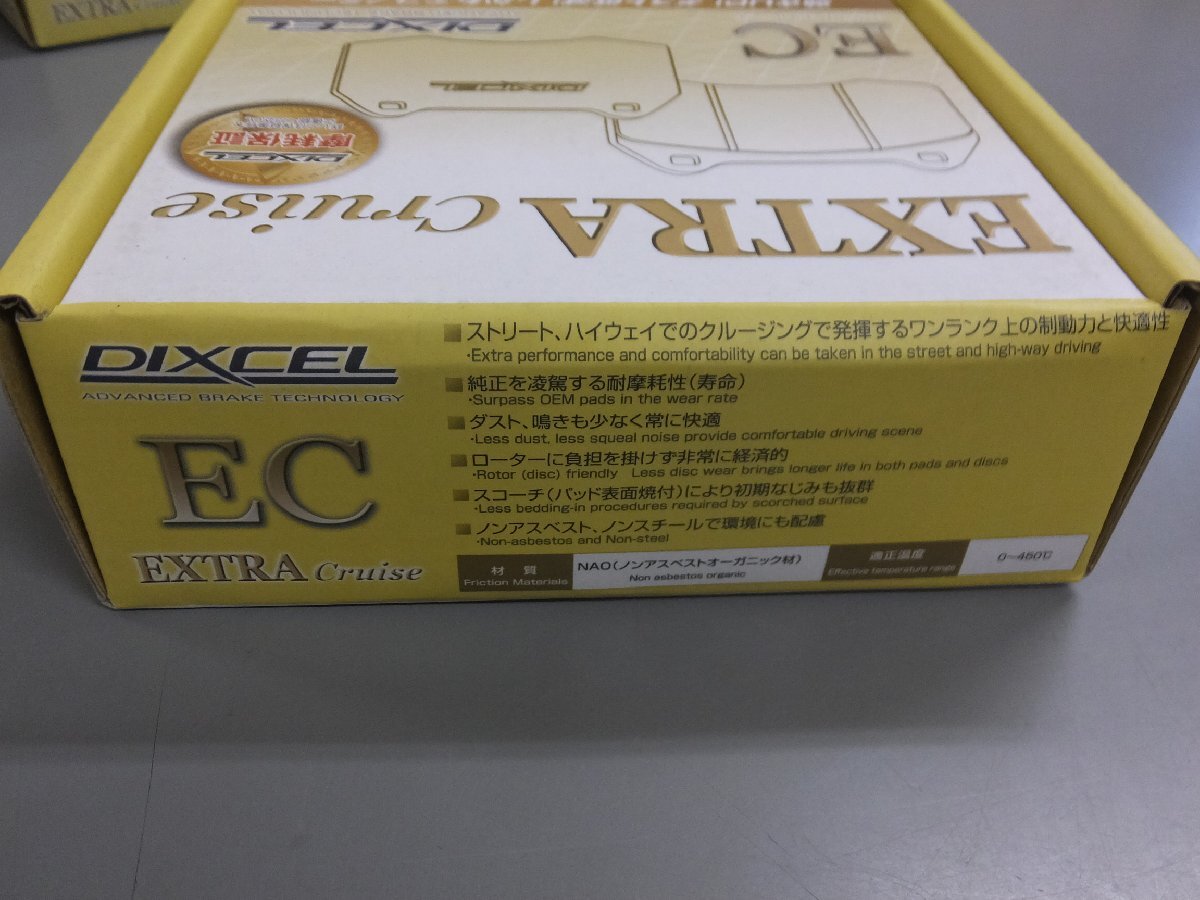 EC
DIXCEL
DIXCEL
DIXCEL
摩耗保証
EXTRA Cruise
DIXCEL
ADVANCED BRAKE TECHNOLOGY
EC
EXTRA Cruise
ストリート、ハイウェイでのクルージングで発揮するワンランク上の制動力と快適性
・Extra performance and comfortability can be taken in the street and high-way driving
純正を凌駕する耐摩耗性(寿命)
・Surpass OEM pads in the wear rate
ダスト、鳴きも少なく常に快適
・Less dust, less squeal noise provide comfortable driving scene
ローターに負担を掛けず非常に経済的
・Rotor (disc) friendly Less disc wear brings longer life in both pads and discs
スコーチ(パッド表面焼付)により初期なじみも抜群
・Less bedding-in procedures required by scorched surface
ノンアスベスト、ノンスチールで環境にも配慮
・Non-asbestos and Non-steel
材質
Friction Materials
NAO(ノンアスベストオーガニック材)
Non asbestos organic
適正温度
Effective temperature range
0~450℃
EXTRA